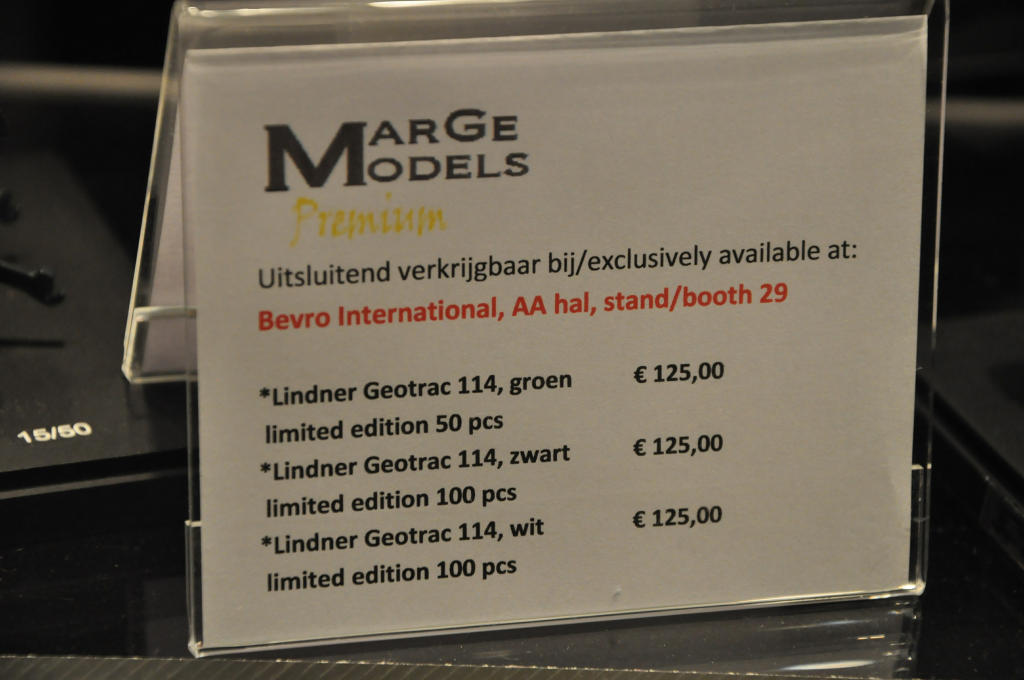 MARGE
MODELS
Premium
Uitsluitend verkrijgbaar bij/exclusively available at:
Bevro International, AA hal, stand/booth 29
*Lindner Geotrac 114, groen € 125,00
limited edition 50 pcs
*Lindner Geotrac 114, zwart € 125,00
limited edition 100 pcs
*Lindner Geotrac 114, wit € 125,00
limited edition 100 pcs
15/50